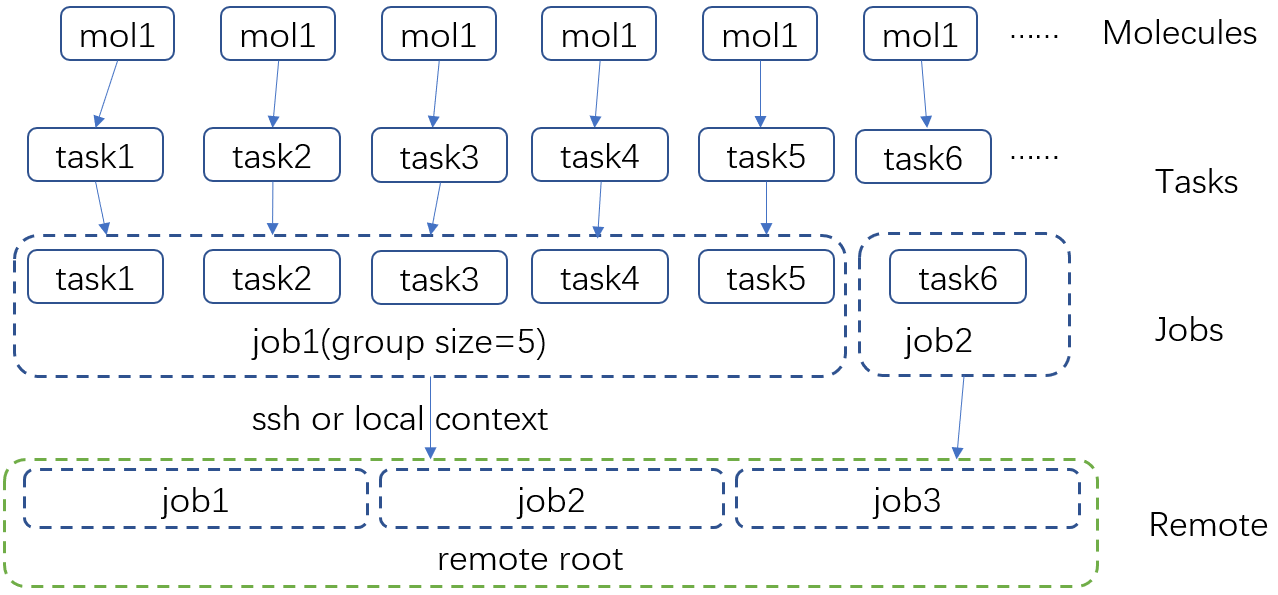 mol1 mol1 mol1 mol1 mol1 mol1 ...... Molecules
task1 task2 task3 task4 task5 task6 ......
Tasks
task1 task2 task3 task4 task5 task6
job1(group size=5) job2 Jobs
ssh or local context
job1 job2 job3
Remote
remote root